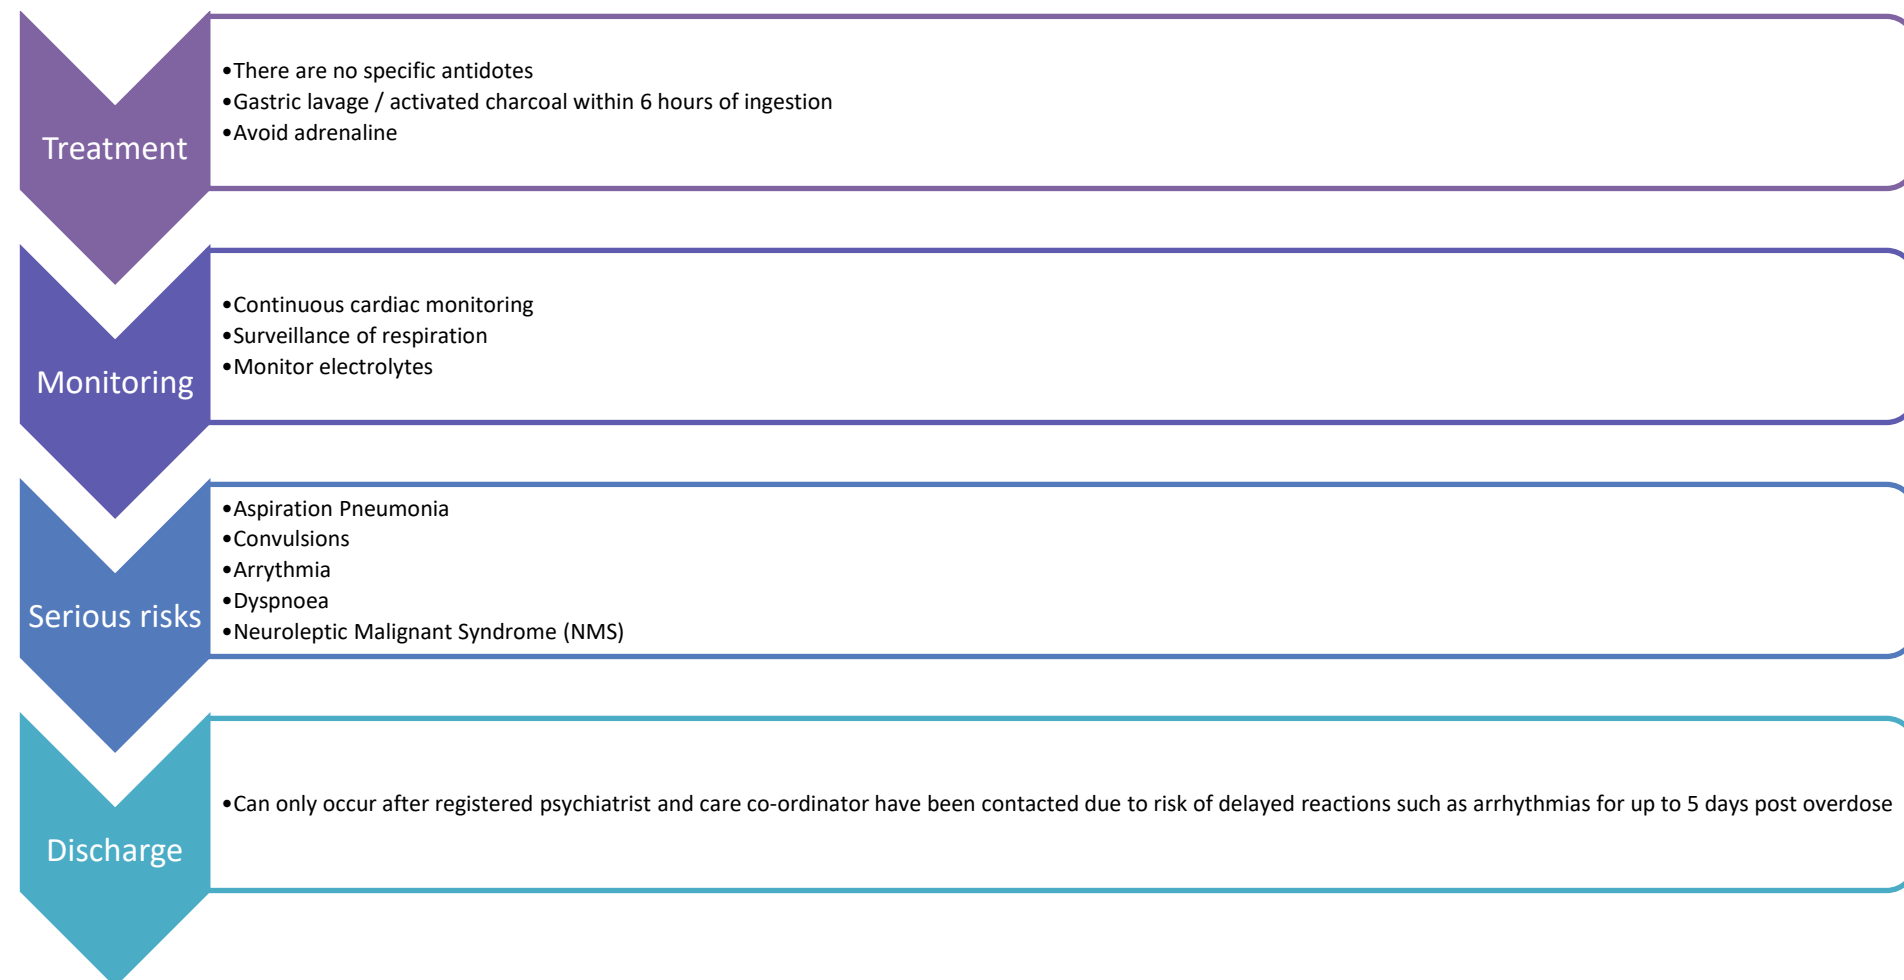 Treatment
•There are no specific antidotes
•Gastric lavage / activated charcoal within 6 hours of ingestion
•Avoid adrenaline
Monitoring
•Continuous cardiac monitoring
•Surveillance of respiration
•Monitor electrolytes
Serious risks
•Aspiration Pneumonia
•Convulsions
•Arrythmia
•Dyspnoea
•Neuroleptic Malignant Syndrome (NMS)
Discharge
•Can only occur after registered psychiatrist and care co-ordinator have been contacted due to risk of delayed reactions such as arrhythmias for up to 5 days post overdose